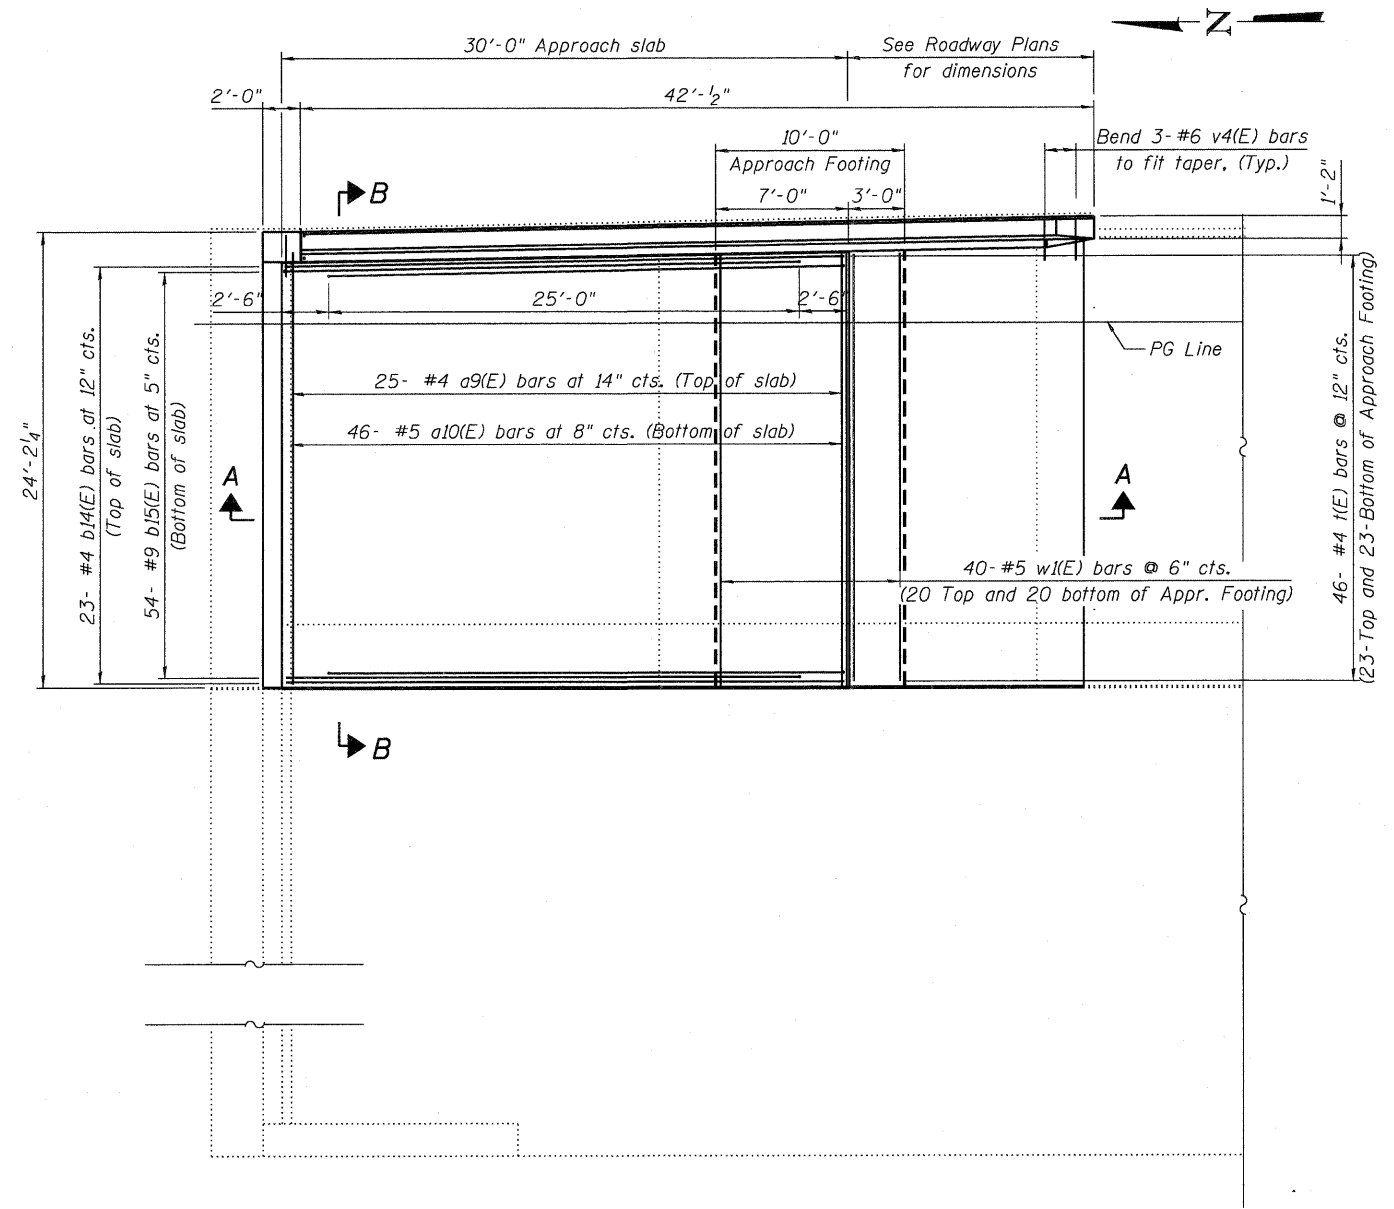 Z
30'-0" Approach slab
See Roadway Plans
for dimensions
2'-0"
42'-½"
10'-0"
Approach Footing
Bend 3- #6 v4(E) bars
to fit taper. (Typ.)
1'-2"
B
7'-0"
3'-0"
2'-6"
25'-0"
2'-6"
PG Line
25- #4 a9(E) bars at 14" cts. (Top of slab)
46- #5 a10(E) bars at 8" cts. (Bottom of slab)
24'-2¼"
23- #4 b14(E) bars at 12" cts.
(Top of slab)
54- #9 b15(E) bars at 5" cts.
(Bottom of slab)
A
A
40-#5 w1(E) bars @ 6" cts.
(20 Top and 20 bottom of Appr. Footing)
46- #4 t(E) bars @ 12" cts.
(23-Top and 23-Bottom of Approach Footing)
B